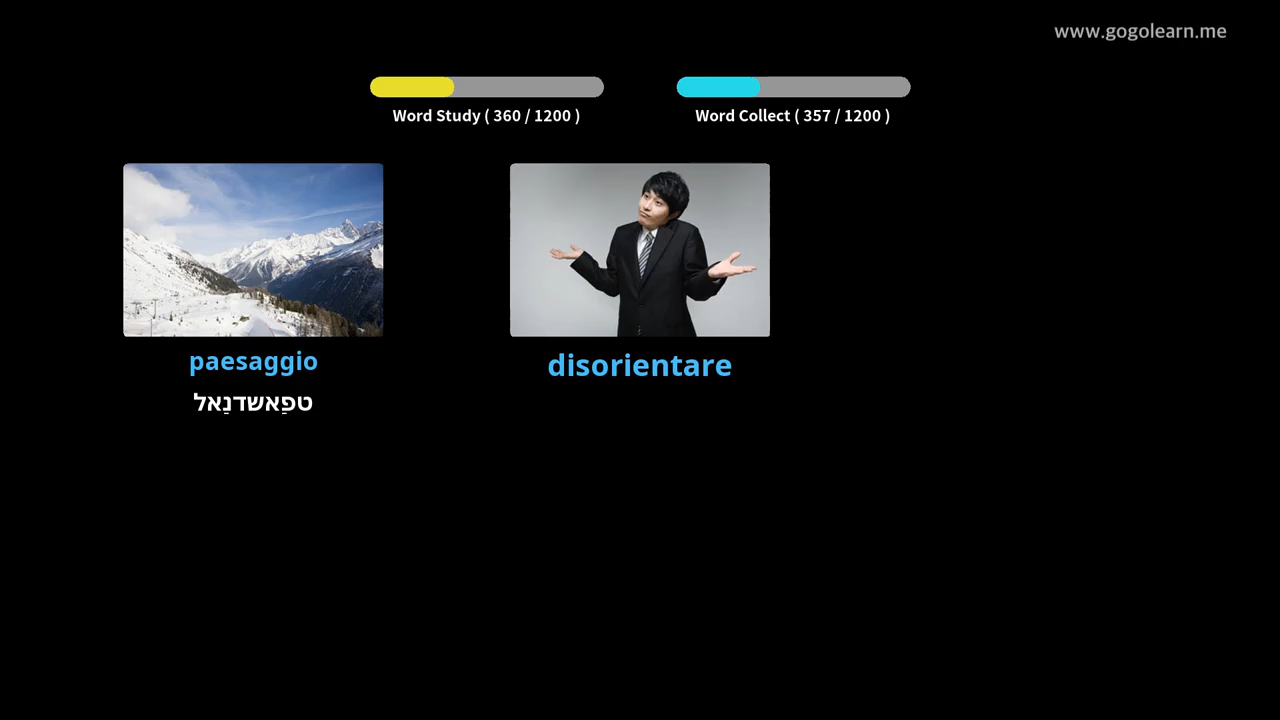 www.gogolearn.me
Word Study ( 360 / 1200 )
Word Collect ( 357 / 1200 )
paesaggio
טפַאשדנַאל
disorientare